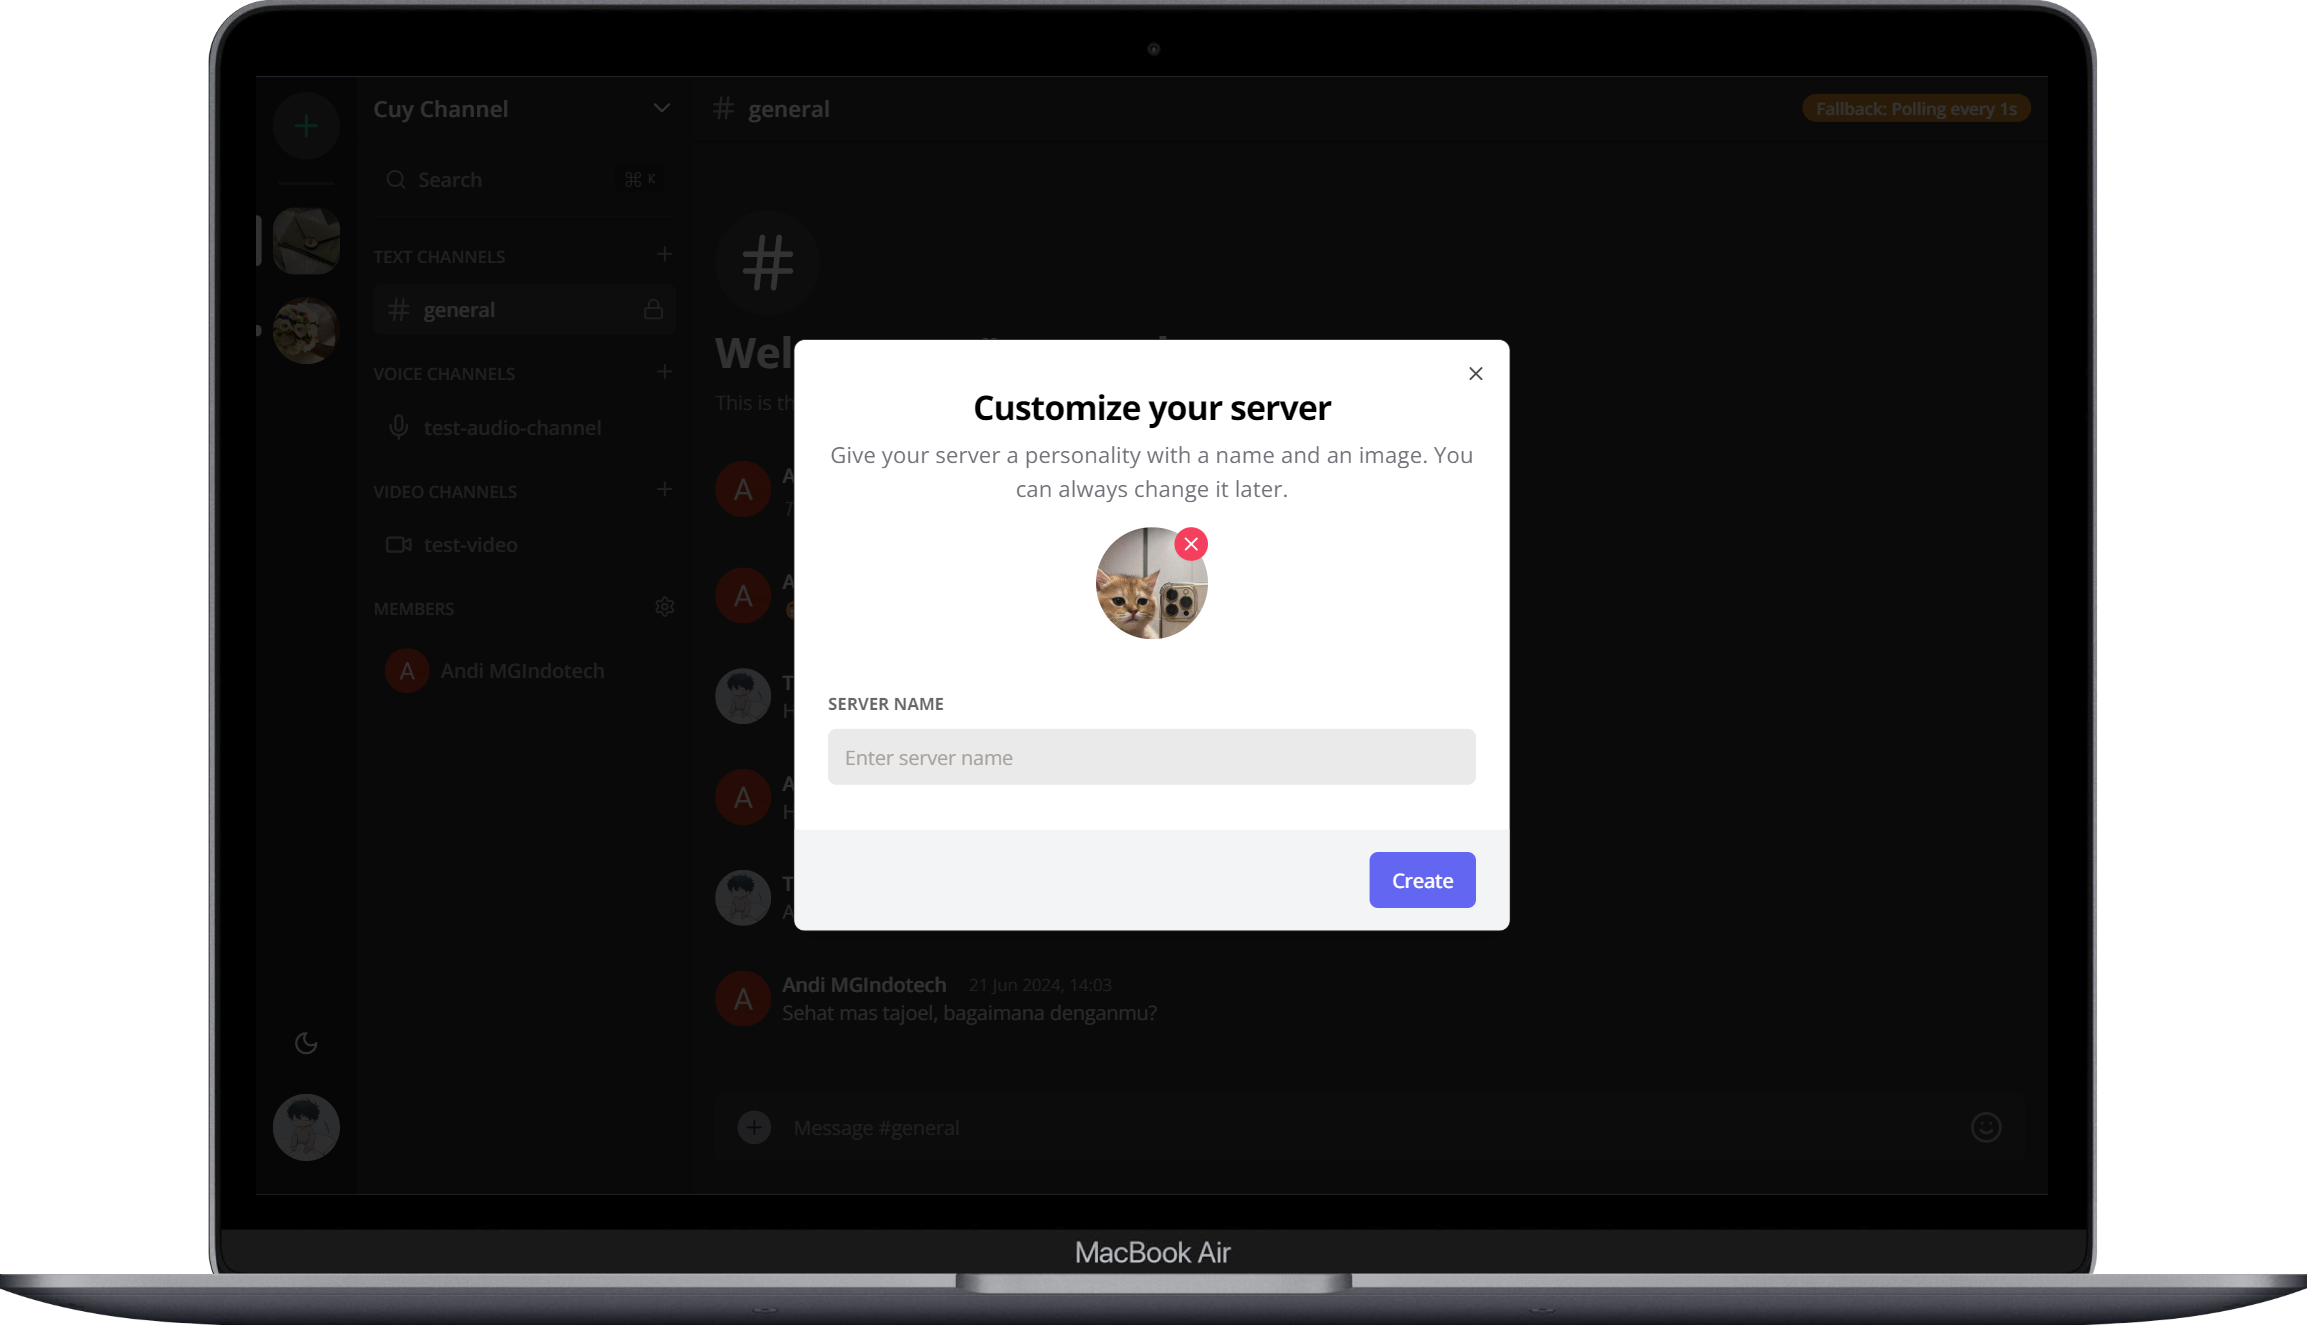 Cuy Channel
general
Fallback: Polling every 1s
Search
⌘ K
TEXT CHANNELS
general
VOICE CHANNELS
test-audio-channel
VIDEO CHANNELS
test-video
MEMBERS
A
Andi MGIndotech
#
Wel
This is th
A
A
A
A
T
H
A
A
H
T
A
A
Andi MGIndotech 21 Jun 2024, 14:03
Sehat mas tajoel, bagaimana denganmu?
Message #general
Customize your server
Give your server a personality with a name and an image. You
can always change it later.
SERVER NAME
Enter server name
Create
MacBook Air